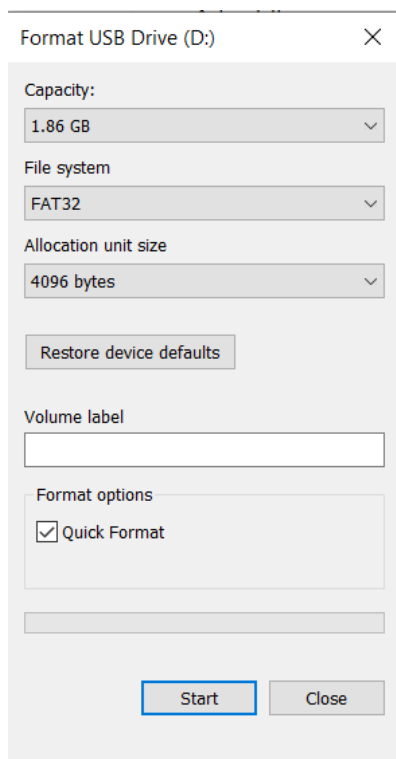 Format USB Drive (D:)
Capacity:
1.86 GB
File system
FAT32
Allocation unit size
4096 bytes
Restore device defaults
Volume label
Format options
Quick Format
Start
Close